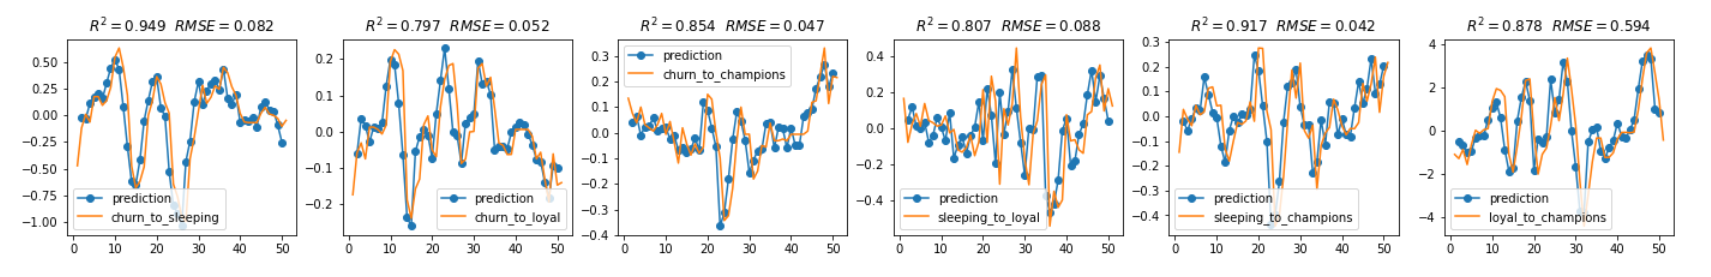 R² = 0.949 RMSE = 0.082
0.50
0.25
0.00
−0.25
−0.50
−0.75
−1.00
prediction
churn_to_sleeping
0 10 20 30 40 50
R² = 0.797 RMSE = 0.052
0.2
0.1
0.0
−0.1
−0.2
prediction
churn_to_loyal
0 10 20 30 40 50
R² = 0.854 RMSE = 0.047
prediction
churn_to_champions
0.3
0.2
0.1
0.0
−0.1
−0.2
−0.3
−0.4
0 10 20 30 40 50
R² = 0.807 RMSE = 0.088
0.4
0.2
0.0
−0.2
−0.4
prediction
sleeping_to_loyal
0 10 20 30 40 50
R² = 0.917 RMSE = 0.042
0.3
0.2
0.1
0.0
−0.1
−0.2
−0.3
−0.4
prediction
sleeping_to_champions
0 10 20 30 40 50
R² = 0.878 RMSE = 0.594
4
2
0
−2
−4
prediction
loyal_to_champions
0 10 20 30 40 50